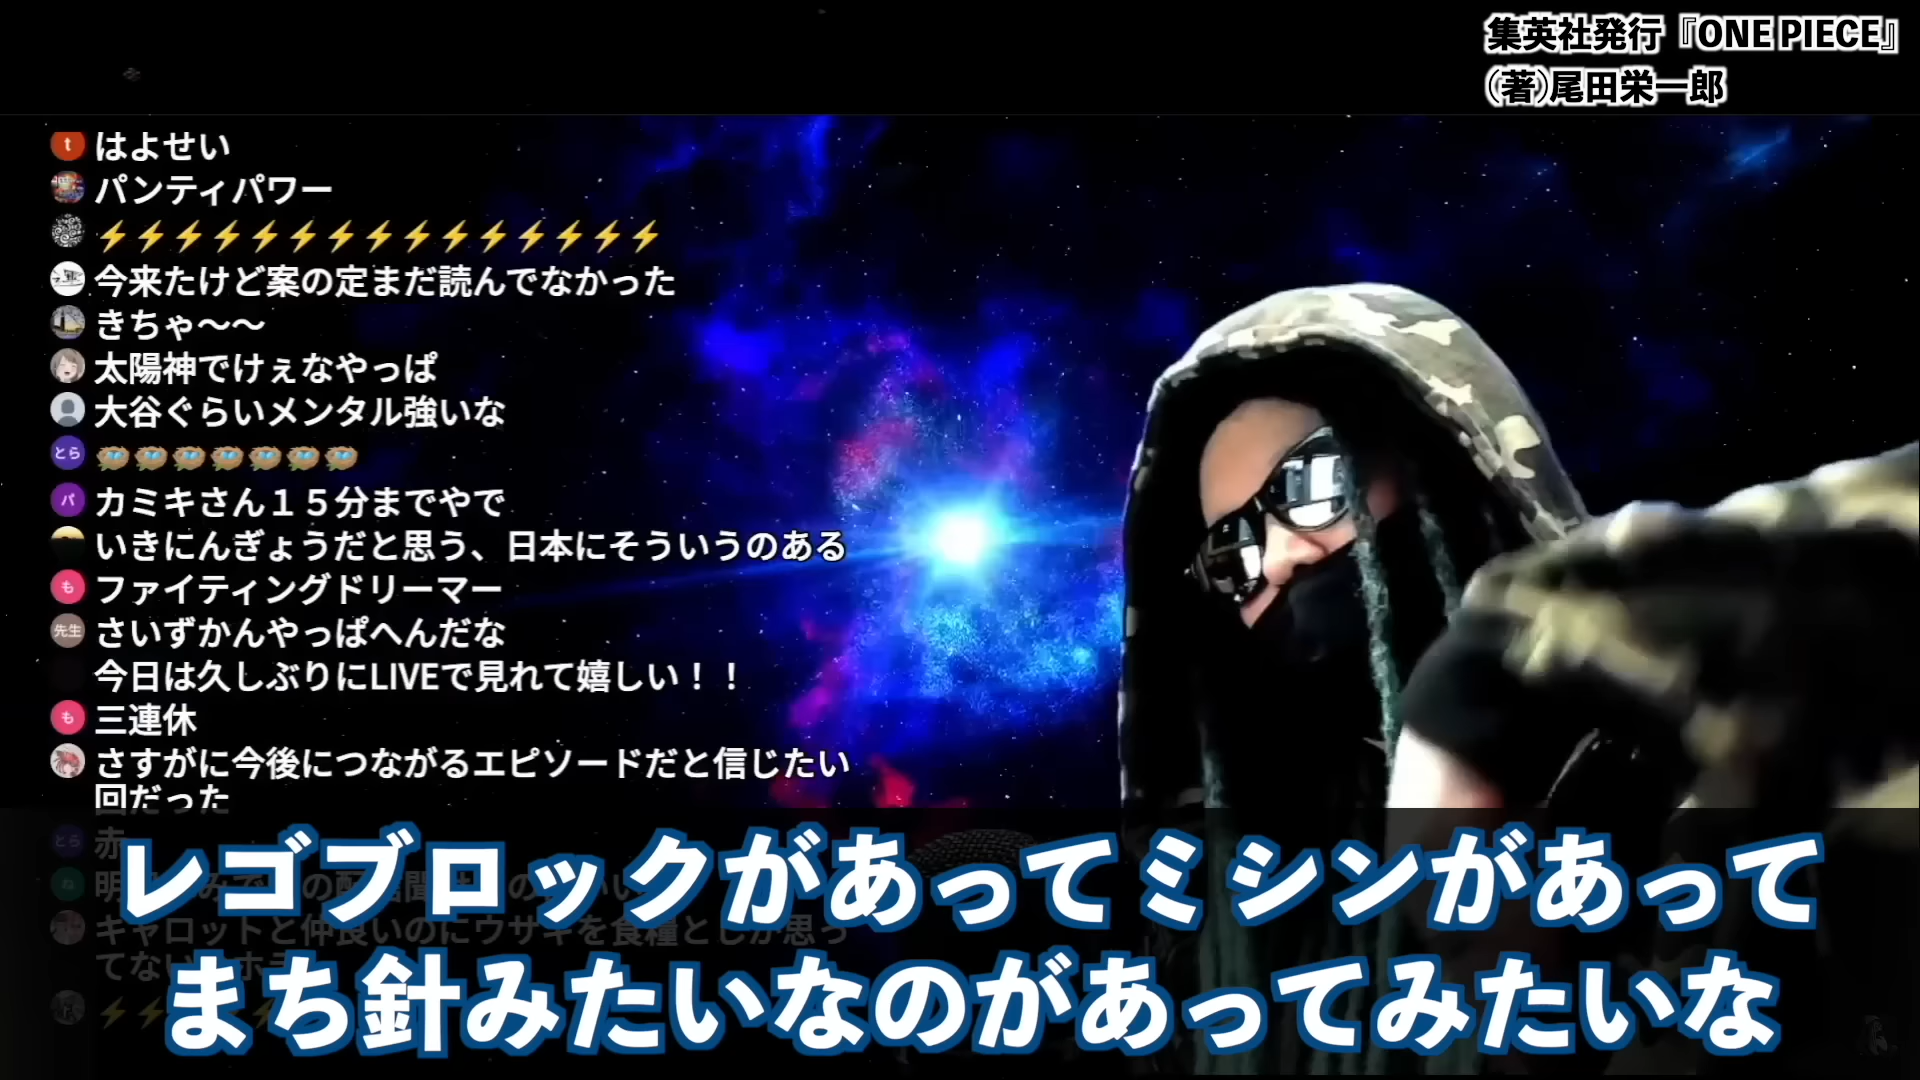 集英社発行『ONE PIECE』
(著)尾田栄一郎
t はよせい
パンティパワー
⚡⚡⚡⚡⚡⚡⚡⚡⚡⚡⚡⚡⚡⚡⚡
今来たけど案の定まだ読んでなかった
きちゃ〜〜
太陽神でけぇなやっぱ
大谷ぐらいメンタル強いな
とら 🪺🪺🪺🪺🪺🪺🪺
パ カミキさん１５分までやで
いきにんぎょうだと思う、日本にそういうのある
も ファイティングドリーマー
先生 さいずかんやっぱへんだな
今日は久しぶりにLIVEで見れて嬉しい！！
も 三連休
さすがに今後につながるエピソードだと信じたい
回だった
とら 赤
キャロットと仲良いのにウサギを食糧としか思っ
レゴブロックがあってミシンがあって
まち針みたいなのがあってみたいな